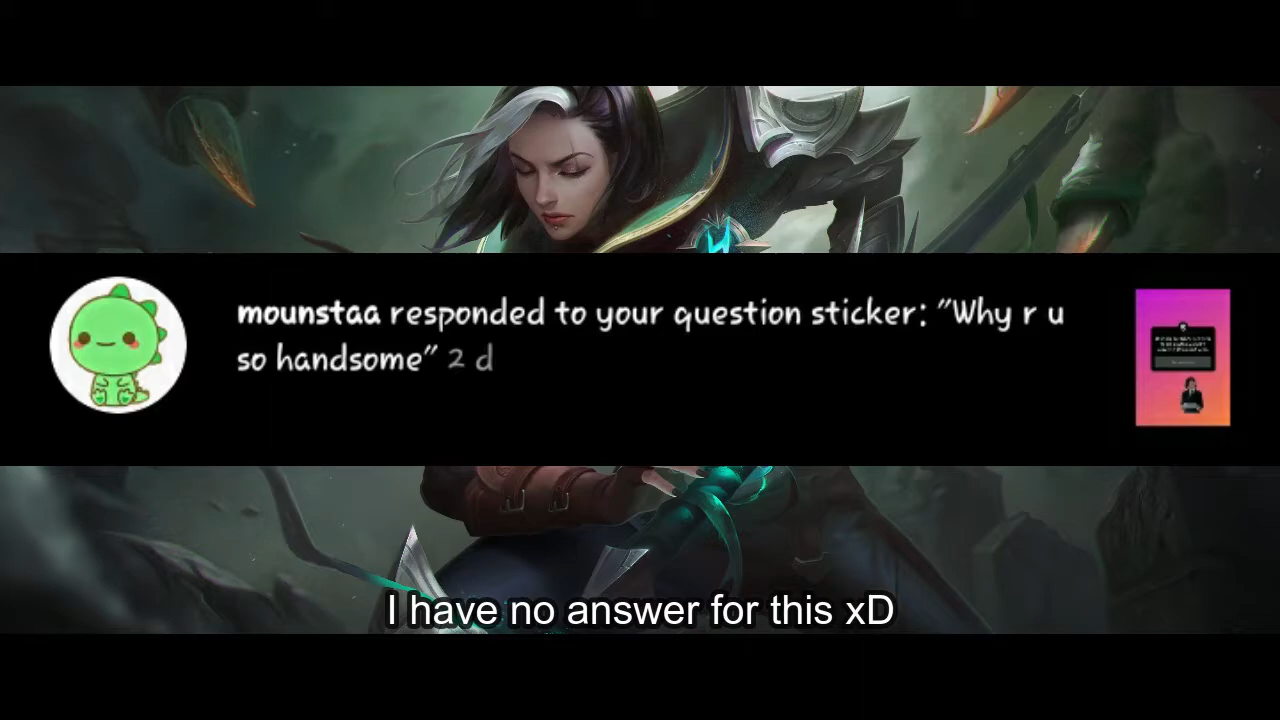 mounstaa responded to your question sticker: "Why r u
so handsome" 2 d
I have no answer for this xD